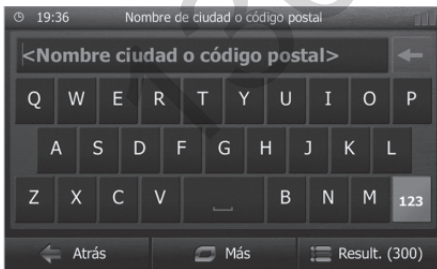 19:36 Nombre de ciudad o código postal
<Nombre ciudad o código postal>
Q W E R T Y U I O P
A S D F G H J K L
Z X C V B N M 123
Atrás Más Result. (300)